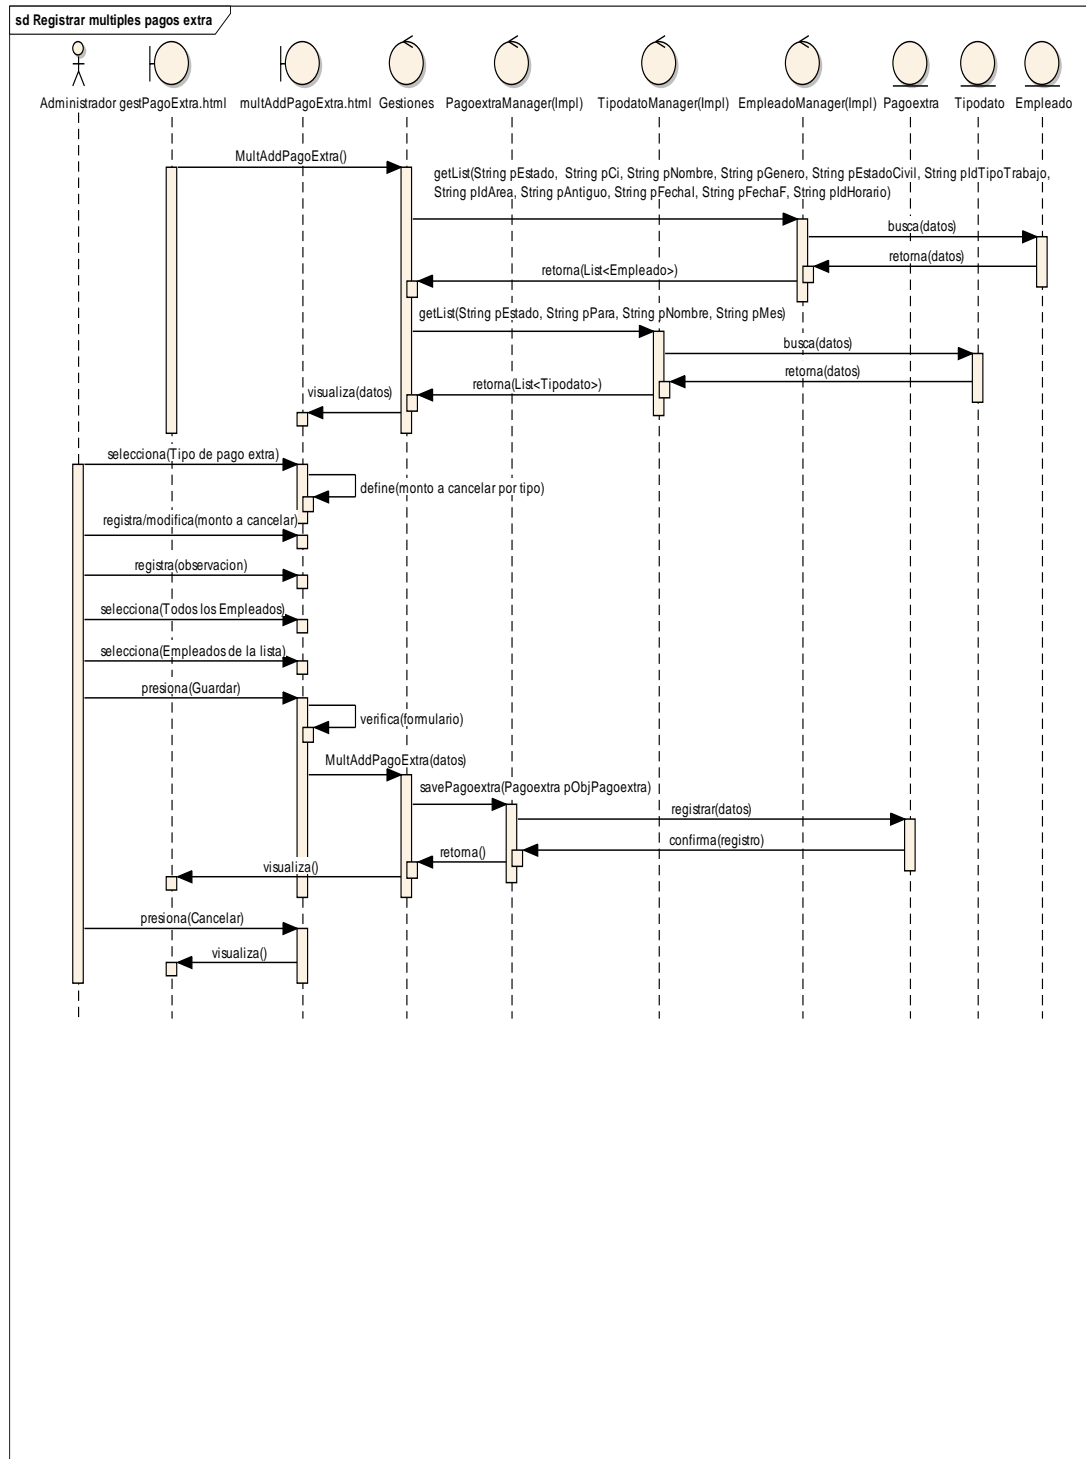 sd Registrar multiples pagos extra
Administrador
gestPagoExtra.html
multAddPagoExtra.html
Gestiones
PagoextraManager(Impl)
TipodatoManager(Impl)
EmpleadoManager(Impl)
Pagoextra
Tipodato
Empleado
MultAddPagoExtra()
getList(String pEstado, String pCi, String pNombre, String pGenero, String pEstadoCivil, String pIdTipoTrabajo,
String pIdArea, String pAntiguo, String pFechaI, String pFechaF, String pIdHorario)
busca(datos)
retorna(datos)
retorna(List<Empleado>)
getList(String pEstado, String pPara, String pNombre, String pMes)
busca(datos)
retorna(datos)
retorna(List<Tipodato>)
visualiza(datos)
selecciona(Tipo de pago extra)
define(monto a cancelar por tipo)
registra/modifica(monto a cancelar)
registra(observacion)
selecciona(Todos los Empleados)
selecciona(Empleados de la lista)
presiona(Guardar)
verifica(formulario)
MultAddPagoExtra(datos)
savePagoextra(Pagoextra pObjPagoextra)
registrar(datos)
confirma(registro)
retorna()
visualiza()
presiona(Cancelar)
visualiza()